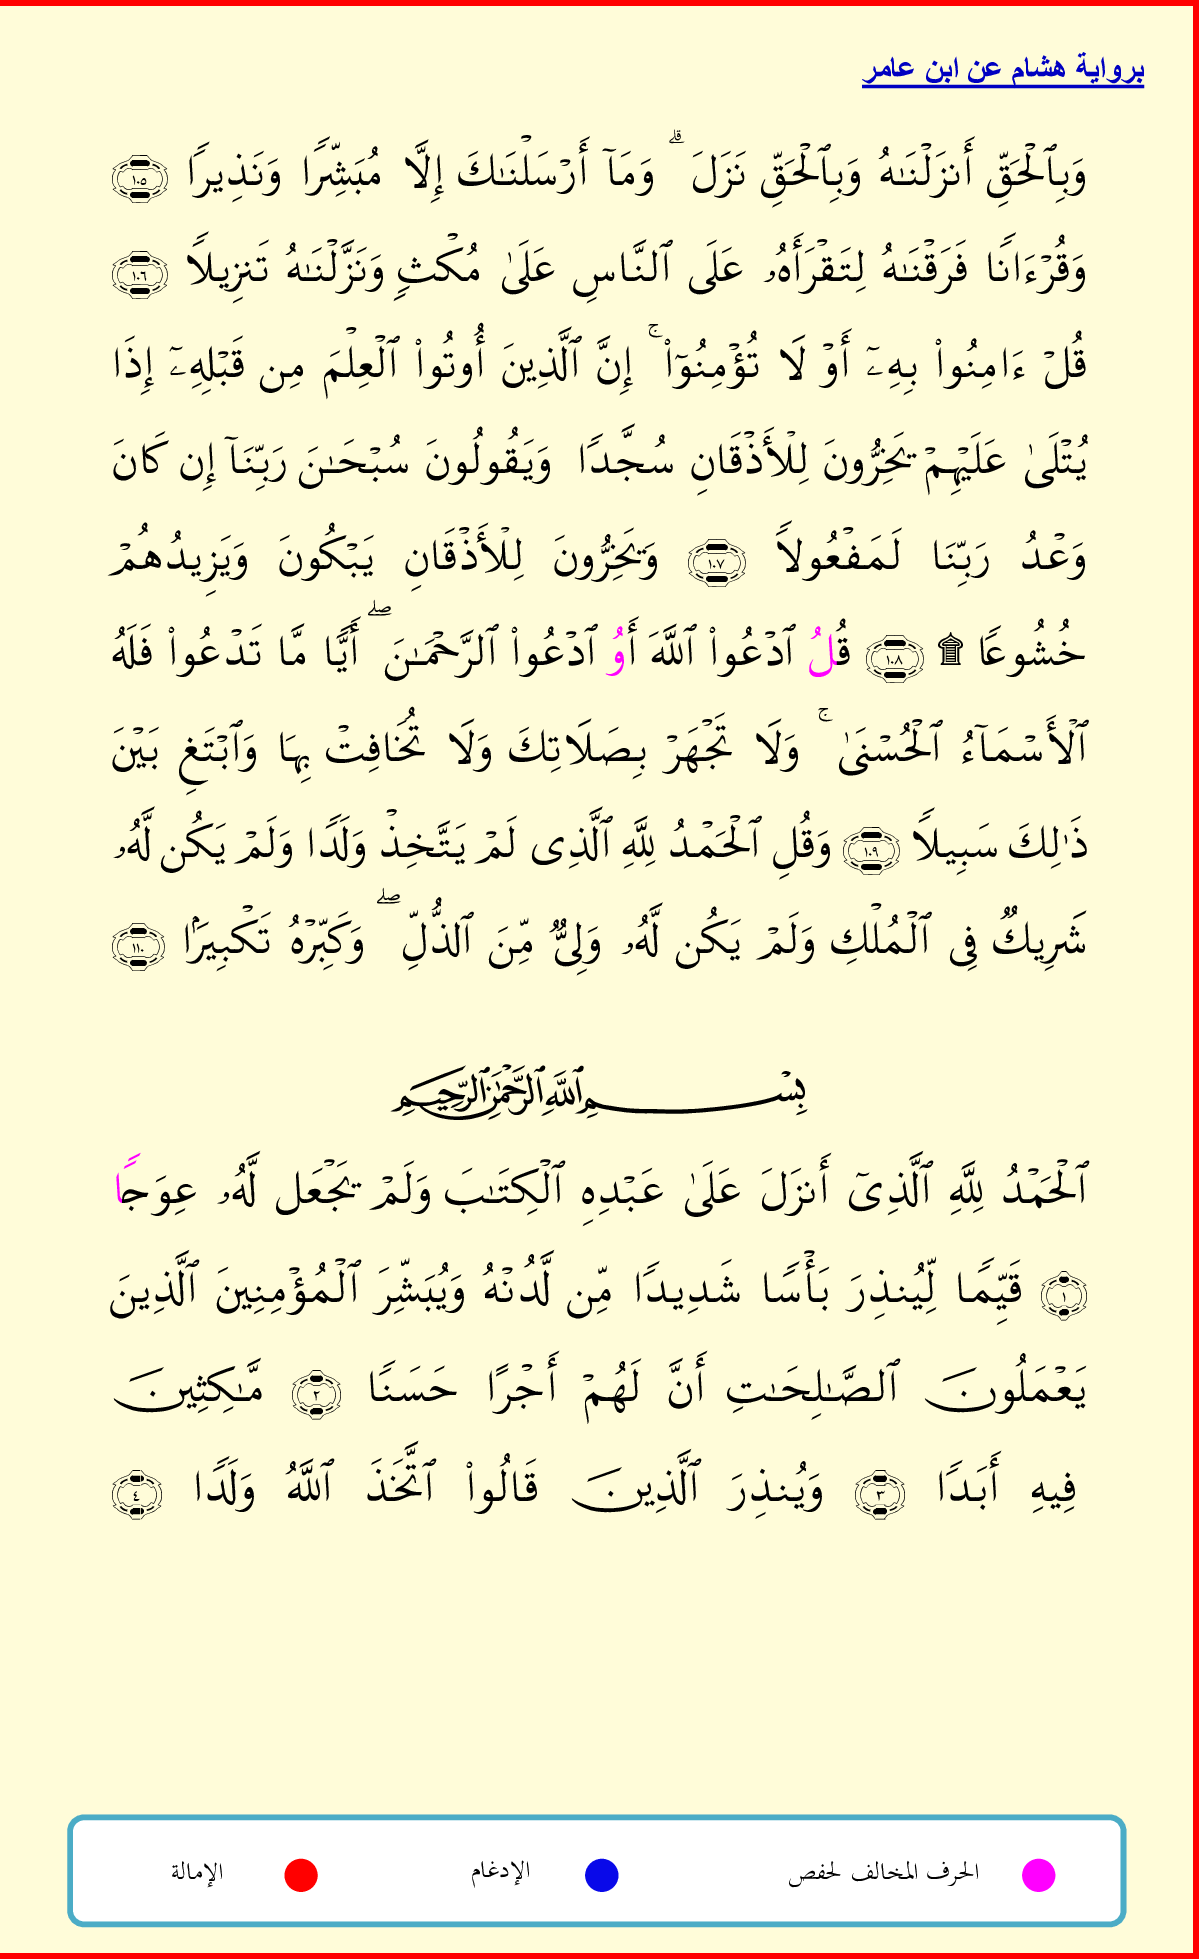 برواية هشام عن ابن عامر
وَبِٱلۡحَقِّ أَنزَلۡنَٰهُ وَبِٱلۡحَقِّ نَزَلَۗ وَمَآ أَرۡسَلۡنَٰكَ إِلَّا مُبَشِّرًا وَنَذِيرًا ١٠٥
وَقُرۡءَانًا فَرَقۡنَٰهُ لِتَقۡرَأَهُۥ عَلَى ٱلنَّاسِ عَلَىٰ مُكۡثٍ وَنَزَّلۡنَٰهُ تَنزِيلًا ١٠٦
قُلۡ ءَامِنُواْ بِهِۦٓ أَوۡ لَا تُؤۡمِنُوٓاْۚ إِنَّ ٱلَّذِينَ أُوتُواْ ٱلۡعِلۡمَ مِن قَبۡلِهِۦٓ إِذَا
يُتۡلَىٰ عَلَيۡهِمۡ يَخِرُّونَ لِلۡأَذۡقَانِ سُجَّدًا وَيَقُولُونَ سُبۡحَٰنَ رَبِّنَآ إِن كَانَ
وَعۡدُ رَبِّنَا لَمَفۡعُولًا ١٠٧ وَيَخِرُّونَ لِلۡأَذۡقَانِ يَبۡكُونَ وَيَزِيدُهُمۡ
خُشُوعًا ۩ ١٠٨ قُلُ ٱدۡعُواْ ٱللَّهَ أَوُ ٱدۡعُواْ ٱلرَّحۡمَٰنَۖ أَيًّا مَّا تَدۡعُواْ فَلَهُ
ٱلۡأَسۡمَآءُ ٱلۡحُسۡنَىٰۚ وَلَا تَجۡهَرۡ بِصَلَاتِكَ وَلَا تُخَافِتۡ بِهَا وَٱبۡتَغِ بَيۡنَ
ذَٰلِكَ سَبِيلًا ١٠٩ وَقُلِ ٱلۡحَمۡدُ لِلَّهِ ٱلَّذِى لَمۡ يَتَّخِذۡ وَلَدًا وَلَمۡ يَكُن لَّهُۥ
شَرِيكٌ فِى ٱلۡمُلۡكِ وَلَمۡ يَكُن لَّهُۥ وَلِىٌّ مِّنَ ٱلذُّلِّۖ وَكَبِّرۡهُ تَكۡبِيرَۢا ١١٠
بِسۡمِ ٱللَّهِ ٱلرَّحۡمَٰنِ ٱلرَّحِيمِ
ٱلۡحَمۡدُ لِلَّهِ ٱلَّذِىٓ أَنزَلَ عَلَىٰ عَبۡدِهِ ٱلۡكِتَٰبَ وَلَمۡ يَجۡعَل لَّهُۥ عِوَجًا
١ قَيِّمًا لِّيُنذِرَ بَأۡسًا شَدِيدًا مِّن لَّدُنۡهُ وَيُبَشِّرَ ٱلۡمُؤۡمِنِينَ ٱلَّذِينَ
يَعۡمَلُونَ ٱلصَّٰلِحَٰتِ أَنَّ لَهُمۡ أَجۡرًا حَسَنًا ٢ مَّٰكِثِينَ
فِيهِ أَبَدًا ٣ وَيُنذِرَ ٱلَّذِينَ قَالُواْ ٱتَّخَذَ ٱللَّهُ وَلَدًا ٤
الحرف المخالف لحفص الإدغام الإمالة